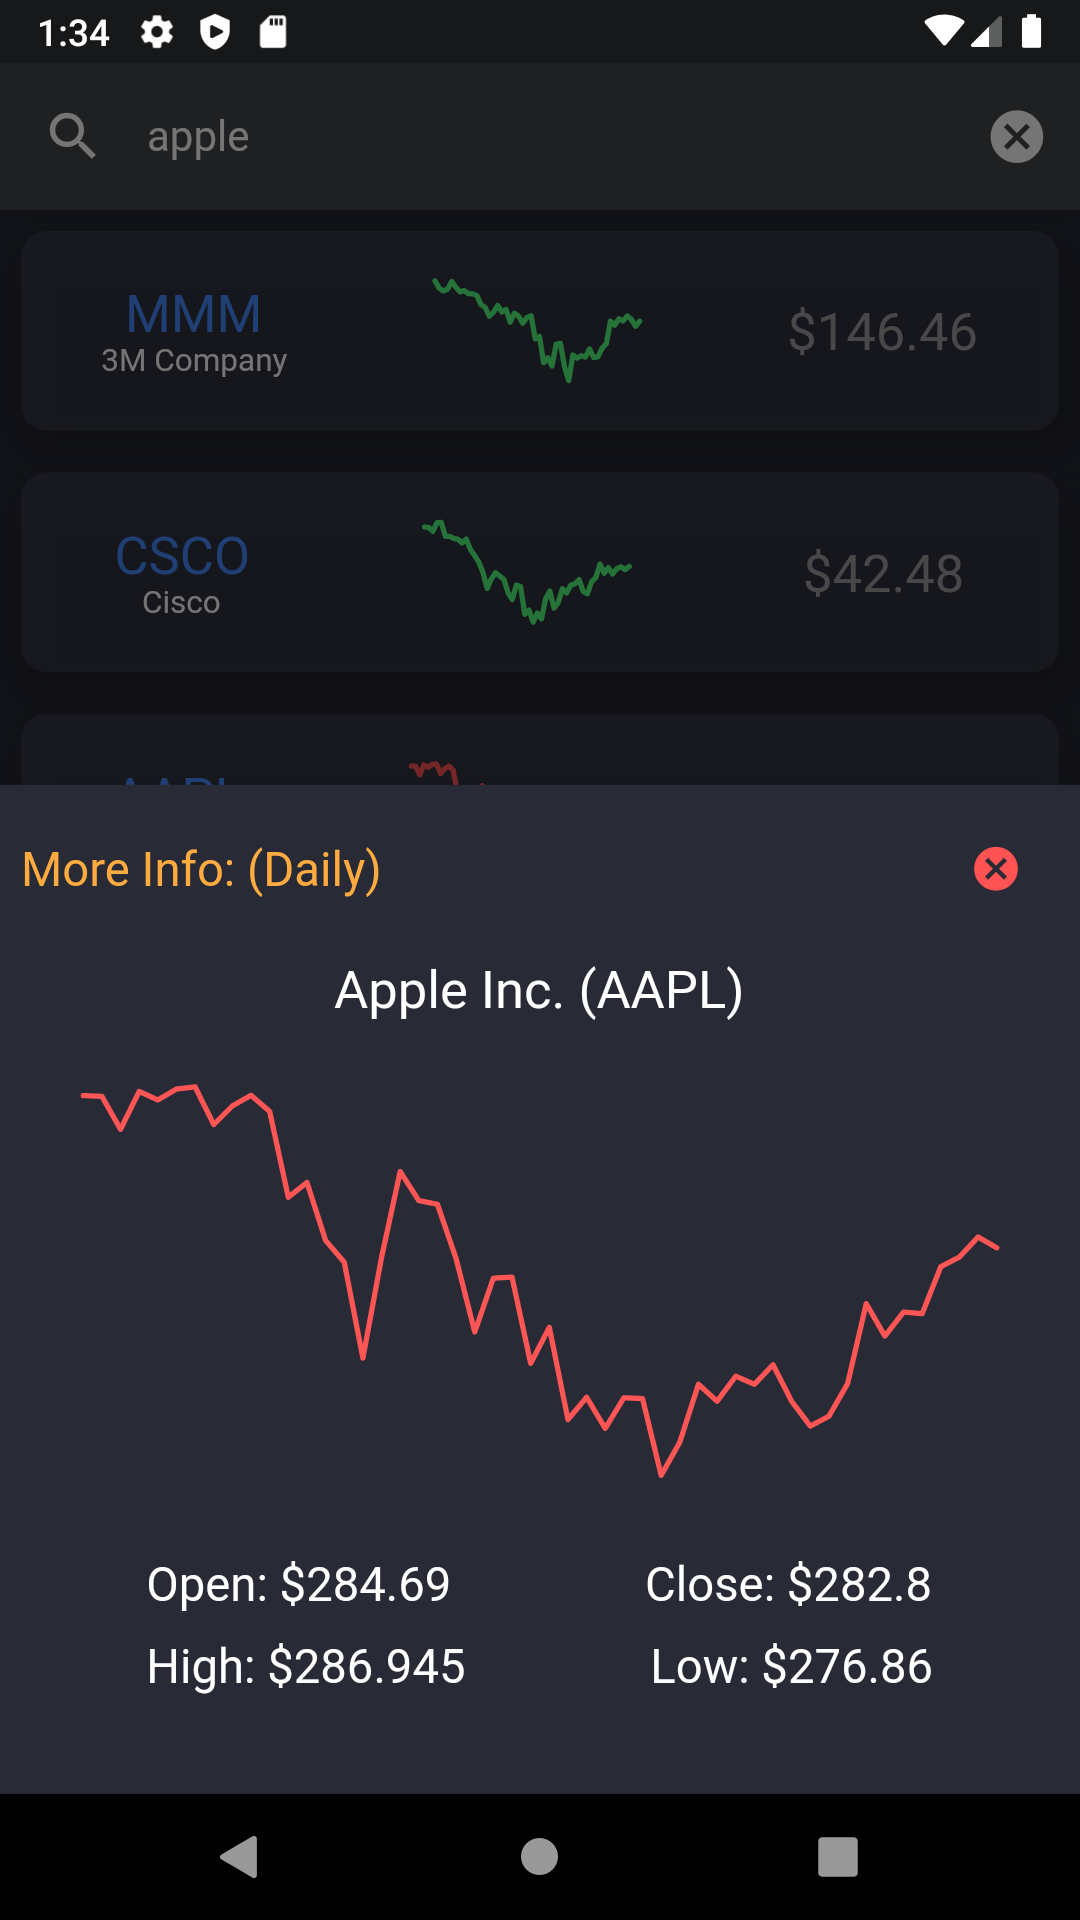 1:34
apple
MMM
3M Company
$146.46
CSCO
Cisco
$42.48
AAPL
More Info: (Daily)
Apple Inc. (AAPL)
Open: $284.69
Close: $282.8
High: $286.945
Low: $276.86